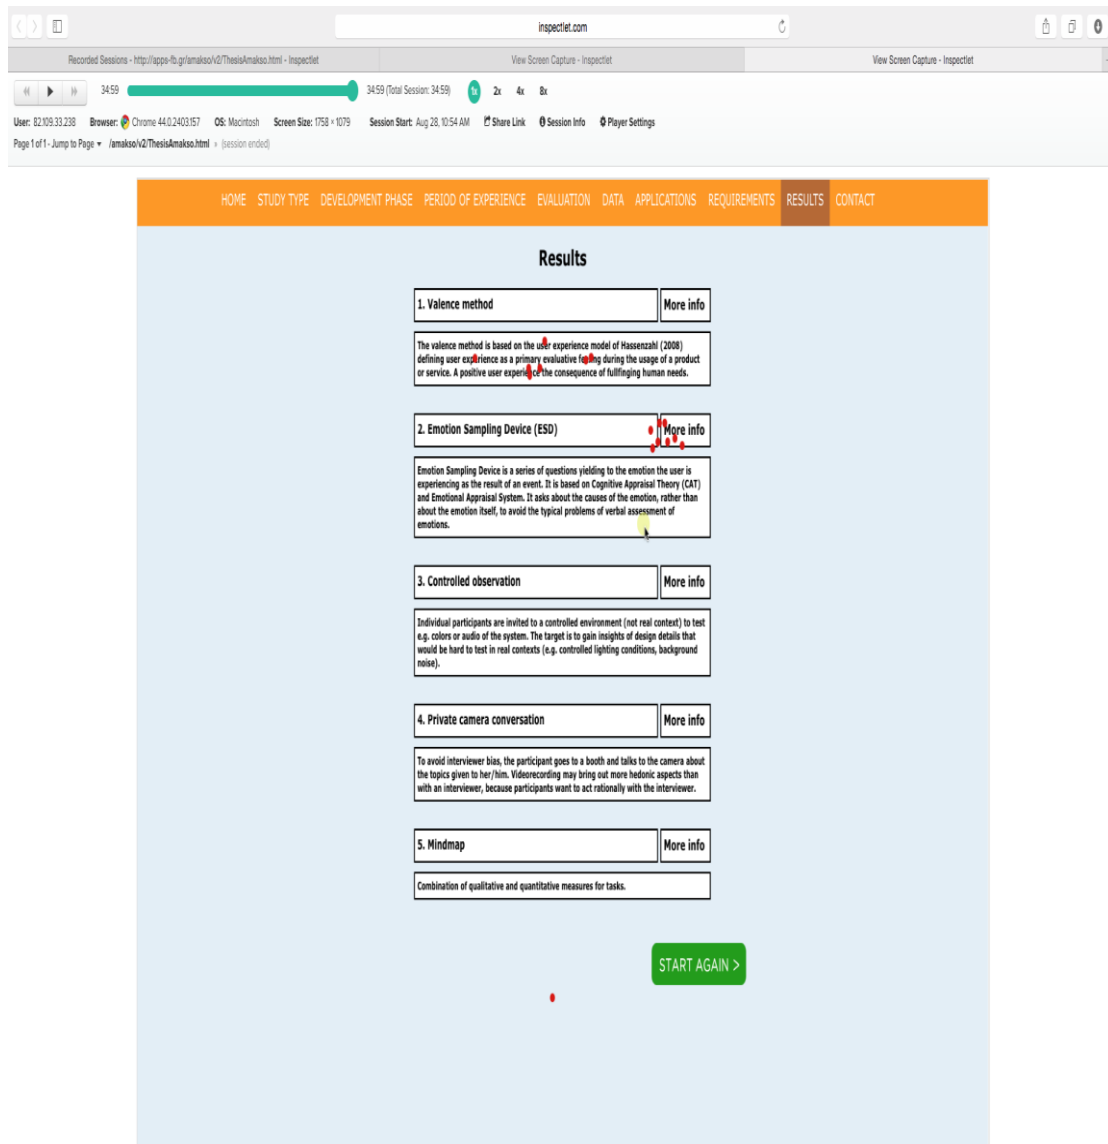 inspectlet.com
Recorded Sessions - http://apps-fb.gr/amakso/v2/ThesisAmakso.html - Inspectlet
View Screen Capture - Inspectlet
View Screen Capture - Inspectlet
34:59
34:59 (Total Session: 34:59)
1x 2x 4x 8x
User: 82.109.33.238 Browser: Chrome 44.0.2403.157 OS: Macintosh Screen Size: 1758 × 1079 Session Start: Aug 28, 10:54 AM Share Link Session Info Player Settings
Page 1 of 1 - Jump to Page /amakso/v2/ThesisAmakso.html » (session ended)
HOME STUDY TYPE DEVELOPMENT PHASE PERIOD OF EXPERIENCE EVALUATION DATA APPLICATIONS REQUIREMENTS RESULTS CONTACT
Results
1. Valence method
More info
The valence method is based on the user experience model of Hassenzahl (2008)
defining user experience as a primary evaluative feeling during the usage of a product
or service. A positive user experience the consequence of fullfinging human needs.
2. Emotion Sampling Device (ESD)
More info
Emotion Sampling Device is a series of questions yielding to the emotion the user is
experiencing as the result of an event. It is based on Cognitive Appraisal Theory (CAT)
and Emotional Appraisal System. It asks about the causes of the emotion, rather than
about the emotion itself, to avoid the typical problems of verbal assessment of
emotions.
3. Controlled observation
More info
Individual participants are invited to a controlled environment (not real context) to test
e.g. colors or audio of the system. The target is to gain insights of design details that
would be hard to test in real contexts (e.g. controlled lighting conditions, background
noise).
4. Private camera conversation
More info
To avoid interviewer bias, the participant goes to a booth and talks to the camera about
the topics given to her/him. Videorecording may bring out more hedonic aspects than
with an interviewer, because participants want to act rationally with the interviewer.
5. Mindmap
More info
Combination of qualitative and quantitative measures for tasks.
START AGAIN >